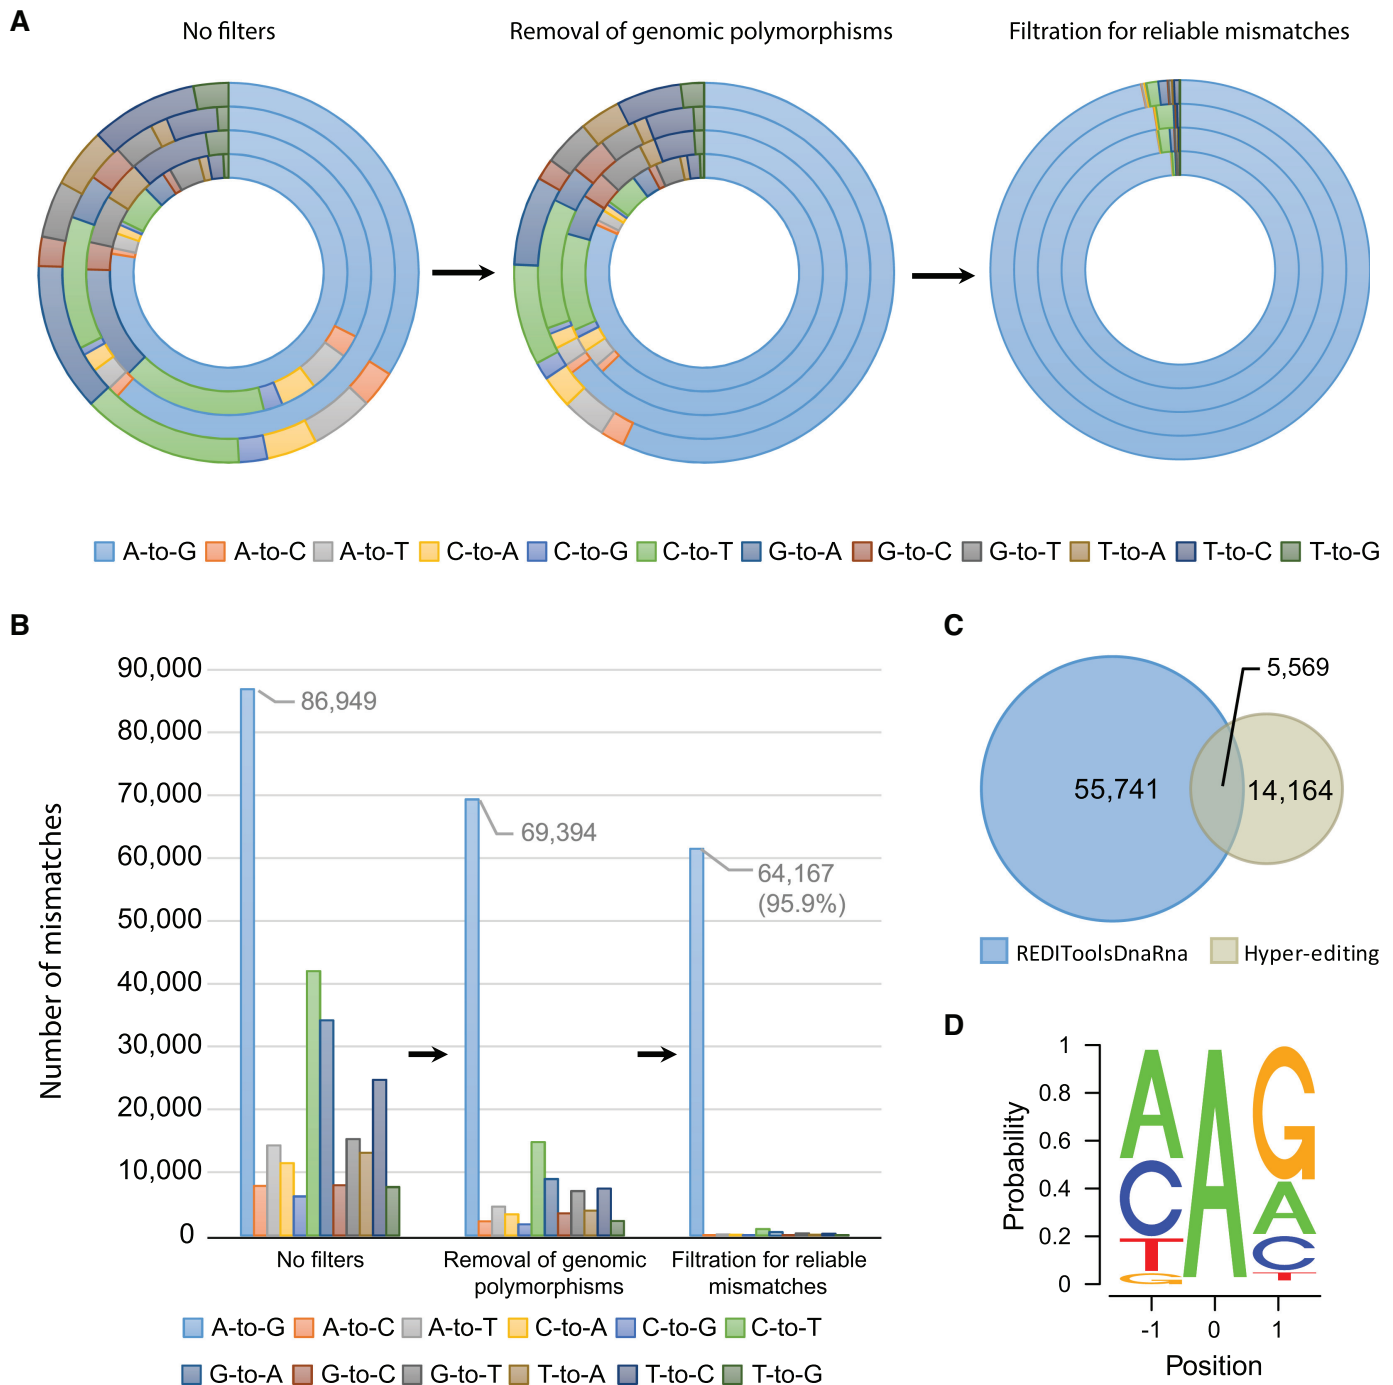 A
No filters
Removal of genomic polymorphisms
Filtration for reliable mismatches
A-to-G A-to-C A-to-T C-to-A C-to-G C-to-T G-to-A G-to-C G-to-T T-to-A T-to-C T-to-G
B
Number of mismatches
90,000
80,000
70,000
60,000
50,000
40,000
30,000
20,000
10,000
0
86,949
69,394
64,167
(95.9%)
No filters
Removal of genomic
polymorphisms
Filtration for reliable
mismatches
A-to-G A-to-C A-to-T C-to-A C-to-G C-to-T
G-to-A G-to-C G-to-T T-to-A T-to-C T-to-G
C
5,569
55,741
14,164
REDIToolsDnaRna Hyper-editing
D
Probability
1
0.8
0.6
0.4
0.2
0
A
C
T
G
A
G
A
C
T
-1 0 1
Position